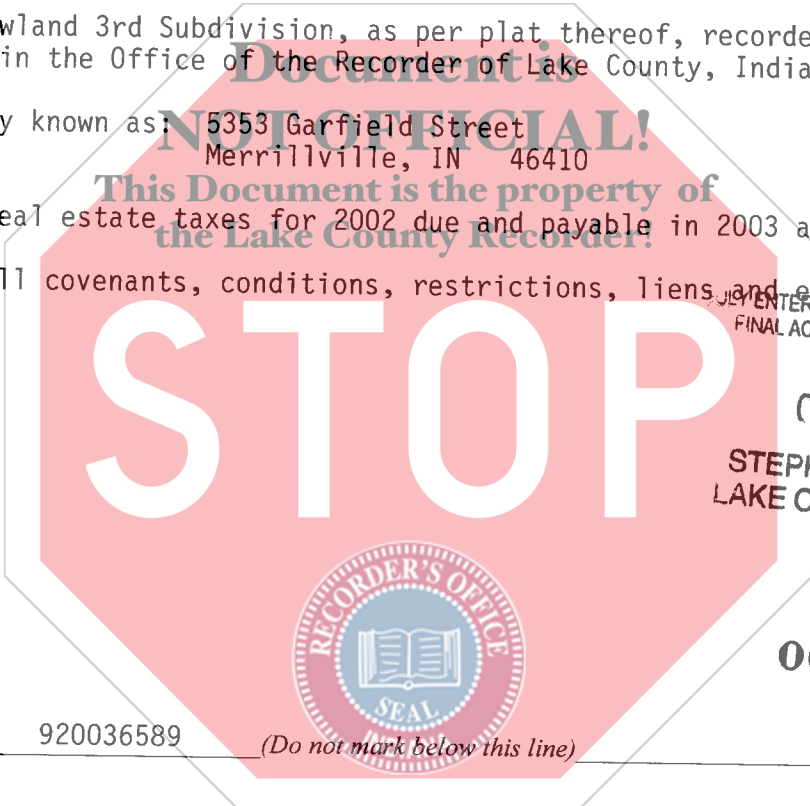 wland 3rd Subdivision, as per plat thereof, recorde
in the Office of the Recorder of Lake County, India
Document is
y known as: 5353 Garfield Street
NOT OFFICIAL!
Merrillville, IN 46410
This Document is the property of
eal estate taxes for 2002 due and payable in 2003 a
the Lake County Recorder!
ll covenants, conditions, restrictions, liens and e
ENTER
FINAL AC
STOP
STEPH
LAKE C
RECORDER'S OFFICE
SEAL
INDIANA
920036589 (Do not mark below this line)